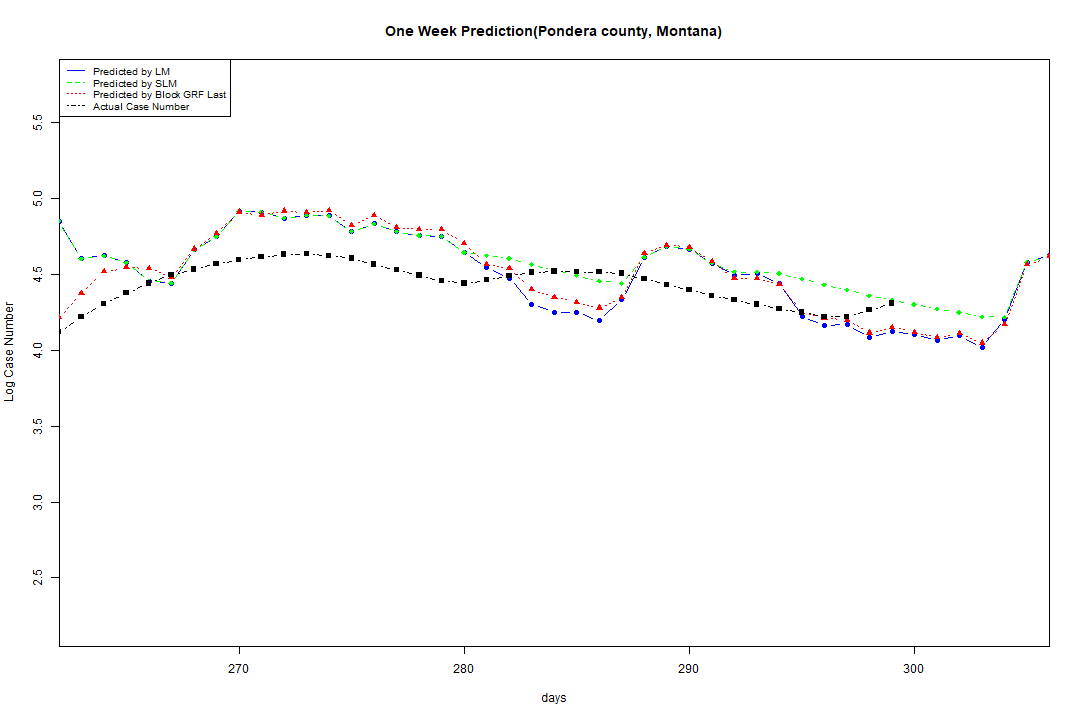 One Week Prediction(Pondera county, Montana)
Predicted by LM
Predicted by SLM
Predicted by Block GRF Last
Actual Case Number
5.5
5.0
4.5
4.0
3.5
3.0
2.5
Log Case Number
270 280 290 300
days